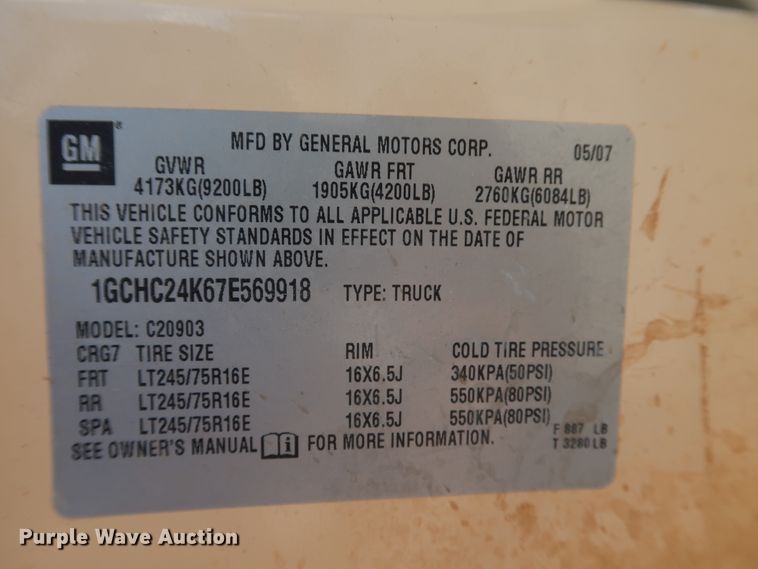 GM
MFD BY GENERAL MOTORS CORP. 05/07
GVWR GAWR FRT GAWR RR
4173KG(9200LB) 1905KG(4200LB) 2760KG(6084LB)
THIS VEHICLE CONFORMS TO ALL APPLICABLE U.S. FEDERAL MOTOR
VEHICLE SAFETY STANDARDS IN EFFECT ON THE DATE OF
MANUFACTURE SHOWN ABOVE.
1GCHC24K67E569918 TYPE: TRUCK
MODEL: C20903
CRG7 TIRE SIZE RIM COLD TIRE PRESSURE
FRT LT245/75R16E 16X6.5J 340KPA(50PSI)
RR LT245/75R16E 16X6.5J 550KPA(80PSI)
SPA LT245/75R16E 16X6.5J 550KPA(80PSI)
F 887 LB
SEE OWNER'S MANUAL i FOR MORE INFORMATION. T 3280 LB
Purple Wave Auction